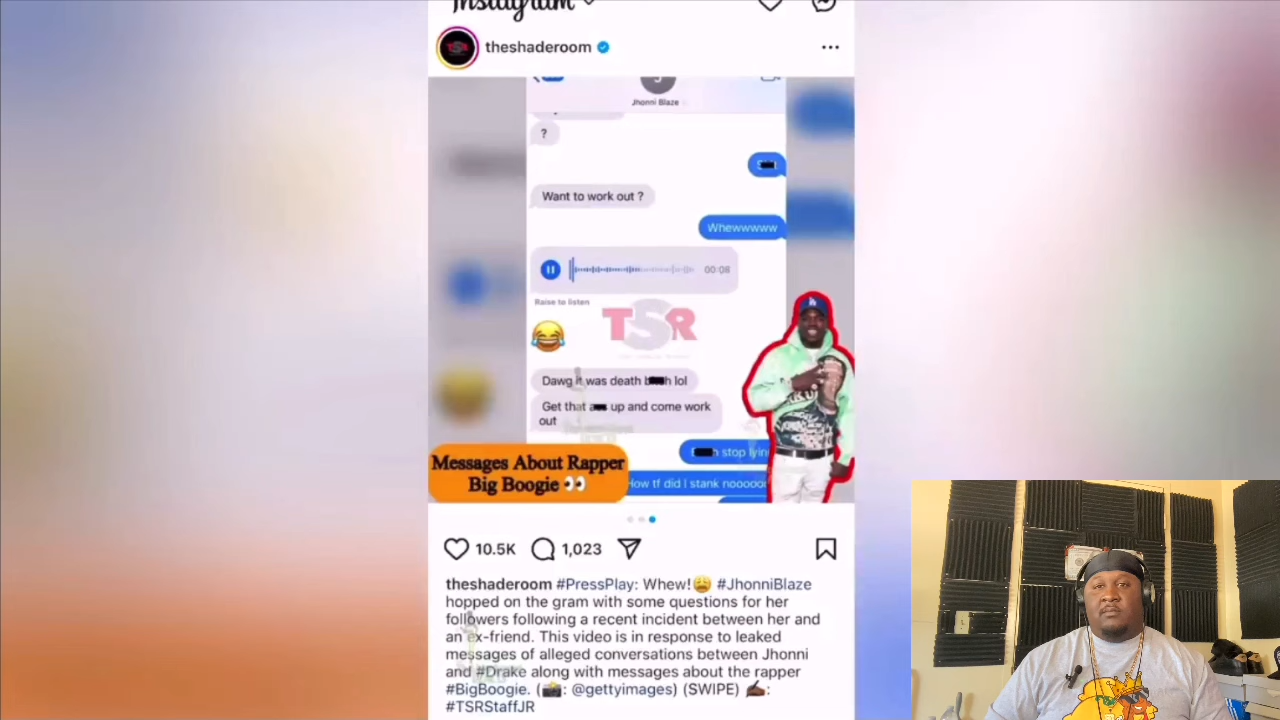 Instagram
theshaderoom
Jhonni Blaze
?
Want to work out ?
Whewwwww
00:08
Raise to listen
TSR
Dawg it was death lol
Get that up and come work
out
stop lyin
How tf did I stank nooooo
Messages About Rapper
Big Boogie 👀
10.5K 1,023
theshaderoom #PressPlay: Whew!😩 #JhonniBlaze
hopped on the gram with some questions for her
followers following a recent incident between her and
an ex-friend. This video is in response to leaked
messages of alleged conversations between Jhonni
and #Drake along with messages about the rapper
#BigBoogie. (📸: @gettyimages) (SWIPE) ✍🏾:
#TSRStaffJR